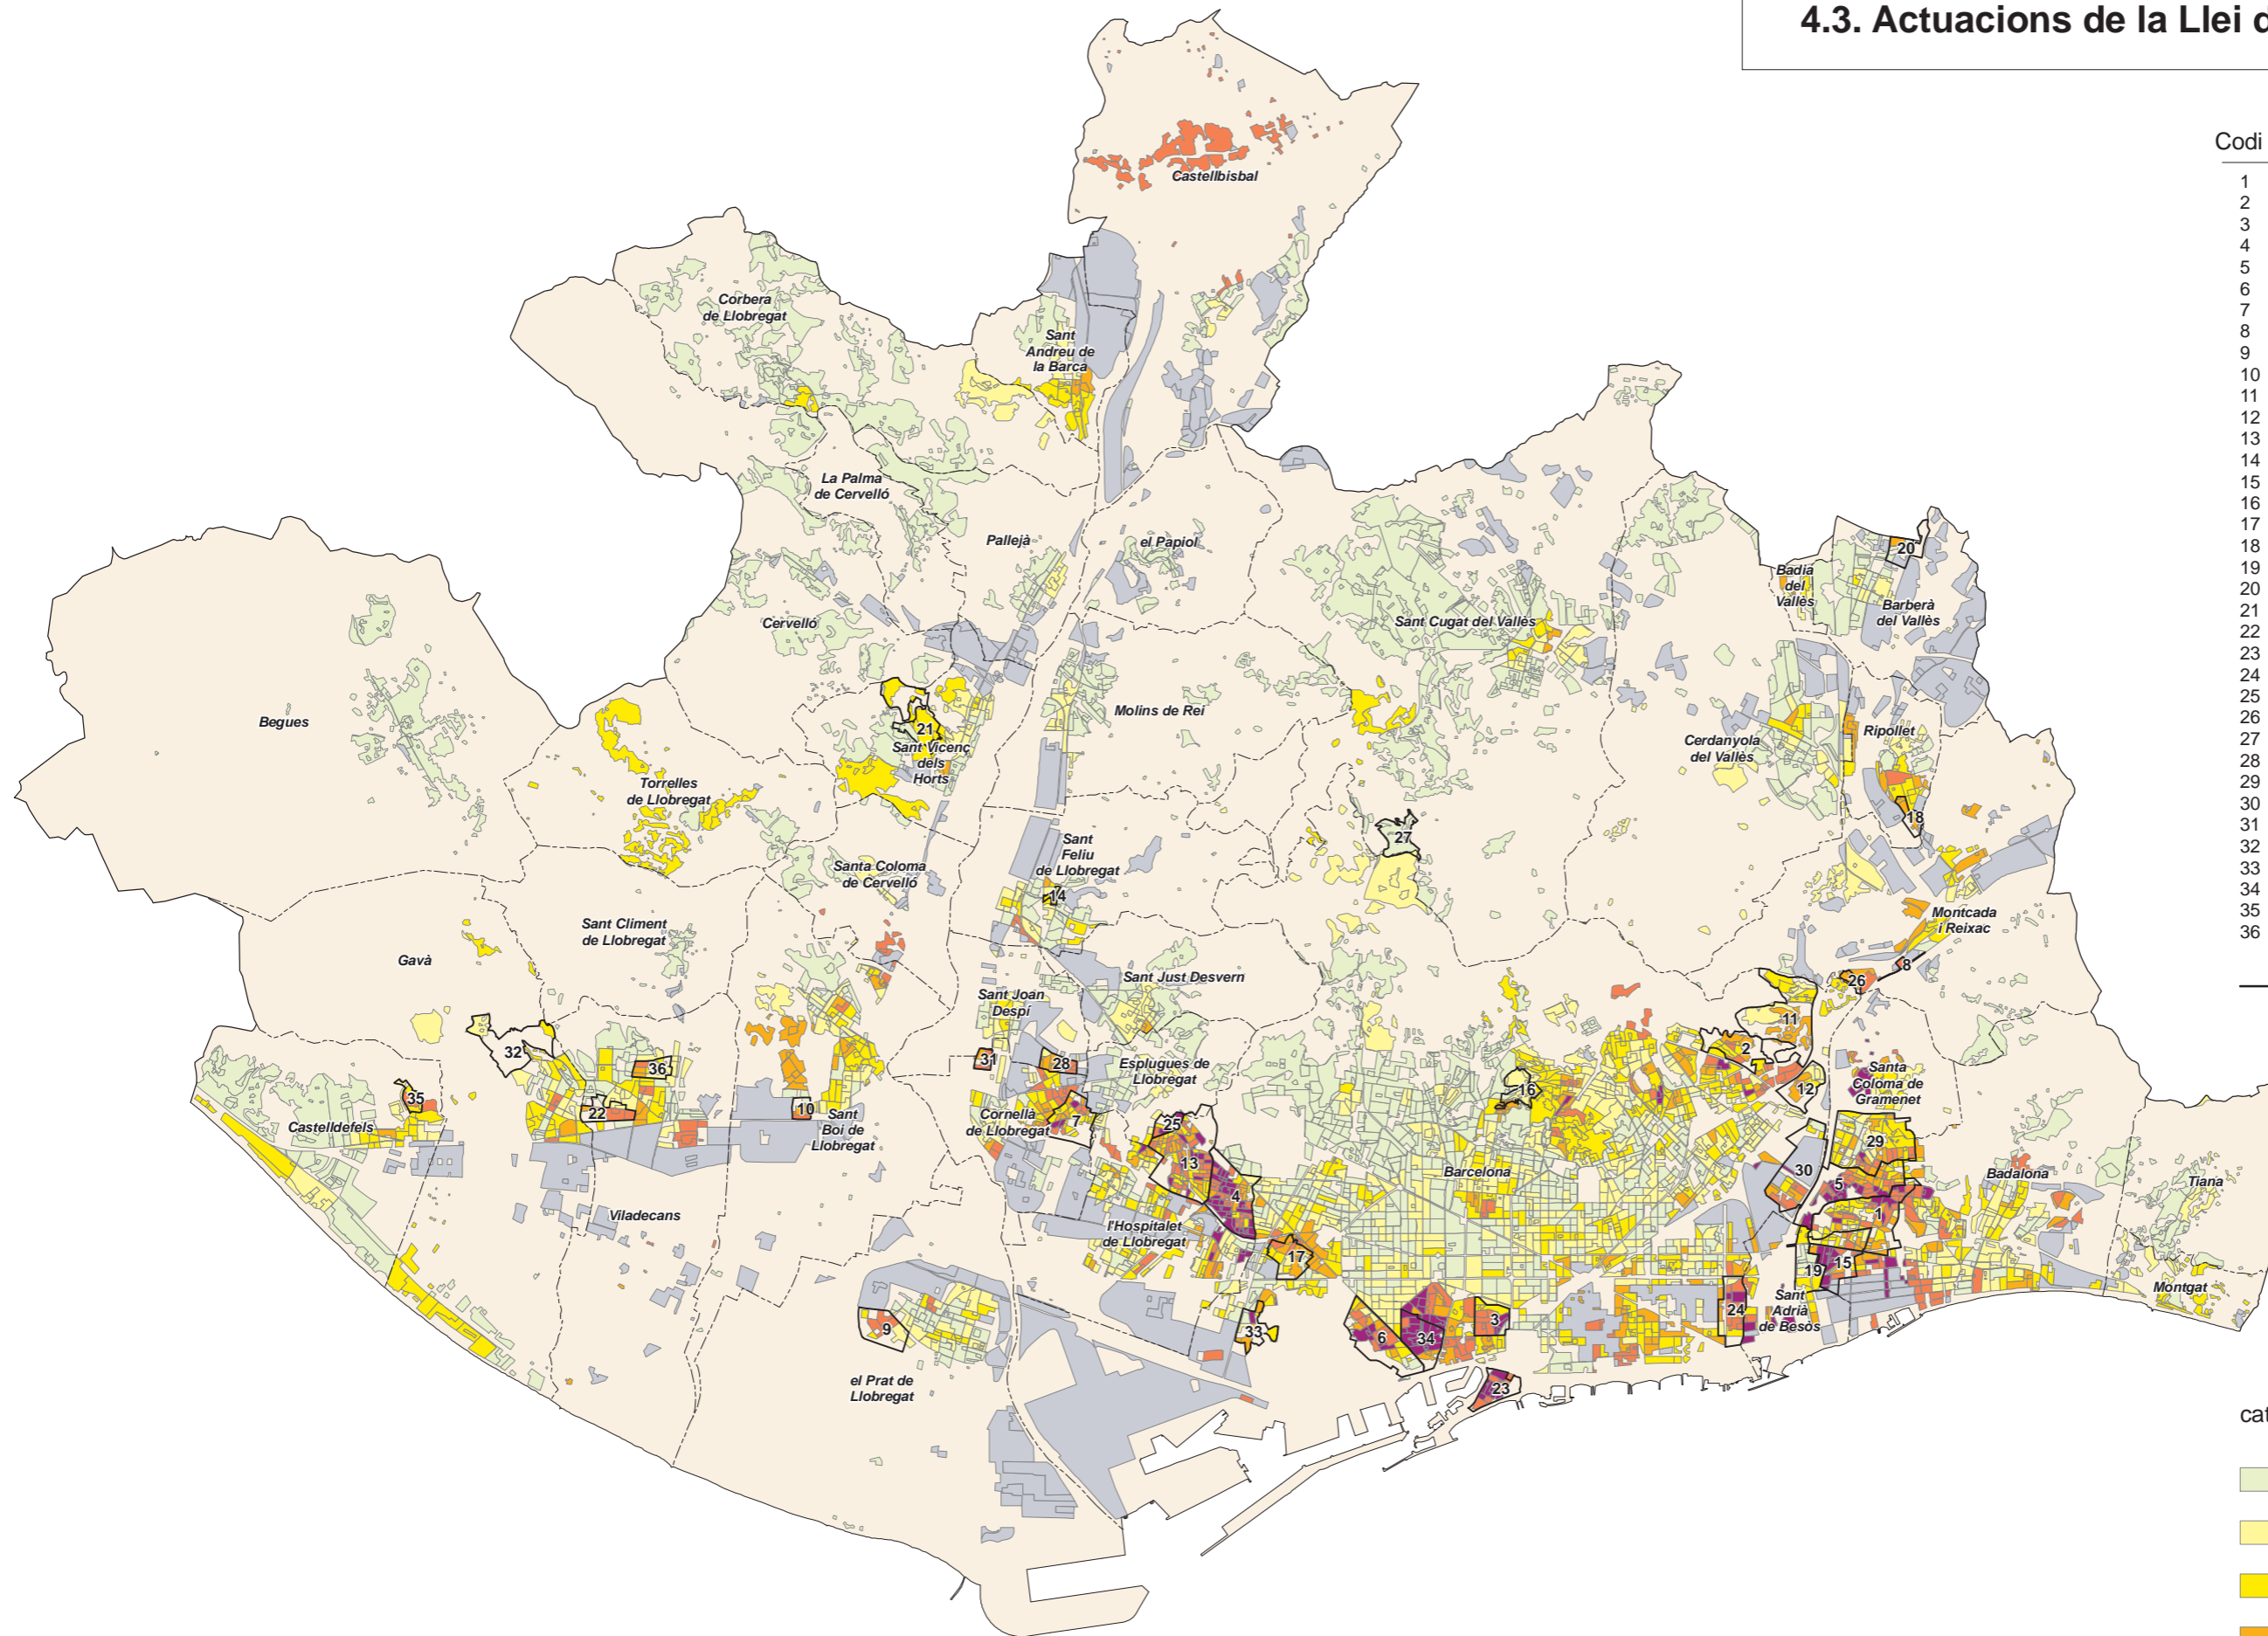 4.3. Actuacions de la Llei d
Codi
1
2
3
4
5
6
7
8
9
10
11
12
13
14
15
16
17
18
19
20
21
22
23
24
25
26
27
28
29
30
31
32
33
34
35
36
cat
Castellbisbal
Corbera
de Llobregat
Sant
Andreu de
la Barca
La Palma
de Cervelló
Pallejà
el Papiol
20
Badia
del
Vallès
Barberà
del Vallès
Cervelló
Sant Cugat del Vallès
Begues
Molins de Rei
21
Sant Vicenç
dels
Horts
Cerdanyola
del Vallès
Ripollet
Torrelles
de Llobregat
18
27
Sant
Feliu
de Llobregat
Santa Coloma
de Cervelló
14
Sant Climent
de Llobregat
Montcada
i Reixac
Gavà
8
Sant Just Desvern
26
Sant Joan
Despí
11
32
2
31
28
36
Esplugues de
Llobregat
Santa
Coloma de
Gramenet
12
16
35
22
10
Sant
Boi de
Llobregat
Cornellà
de Llobregat
7
Castelldefels
25
29
13
30
Barcelona
Badalona
Tiana
4
5
1
Viladecans
l'Hospitalet
de Llobregat
17
15
19
Montgat
Sant
Adrià
de Besòs
24
9
33
6
34
3
el Prat de
Llobregat
23